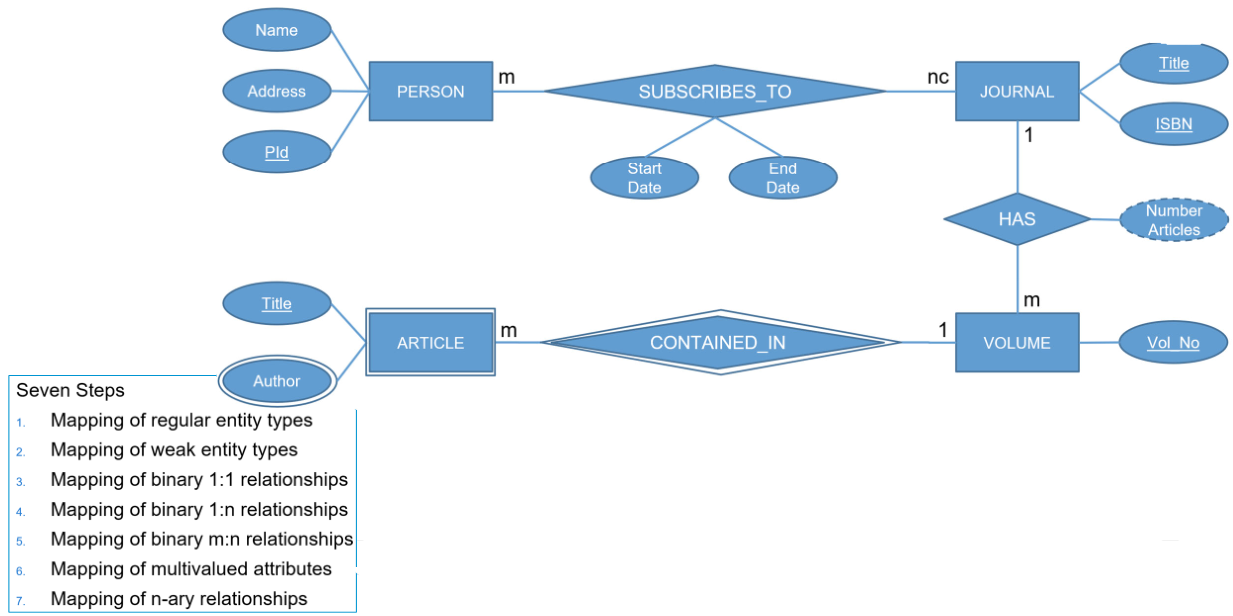 Name
Address
PId
PERSON
m
SUBSCRIBES_TO
nc
JOURNAL
Title
ISBN
Start
Date
End
Date
1
HAS
Number
Articles
m
Title
Author
ARTICLE
m
CONTAINED_IN
1
VOLUME
Vol_No
Seven Steps
1. Mapping of regular entity types
2. Mapping of weak entity types
3. Mapping of binary 1:1 relationships
4. Mapping of binary 1:n relationships
5. Mapping of binary m:n relationships
6. Mapping of multivalued attributes
7. Mapping of n-ary relationships